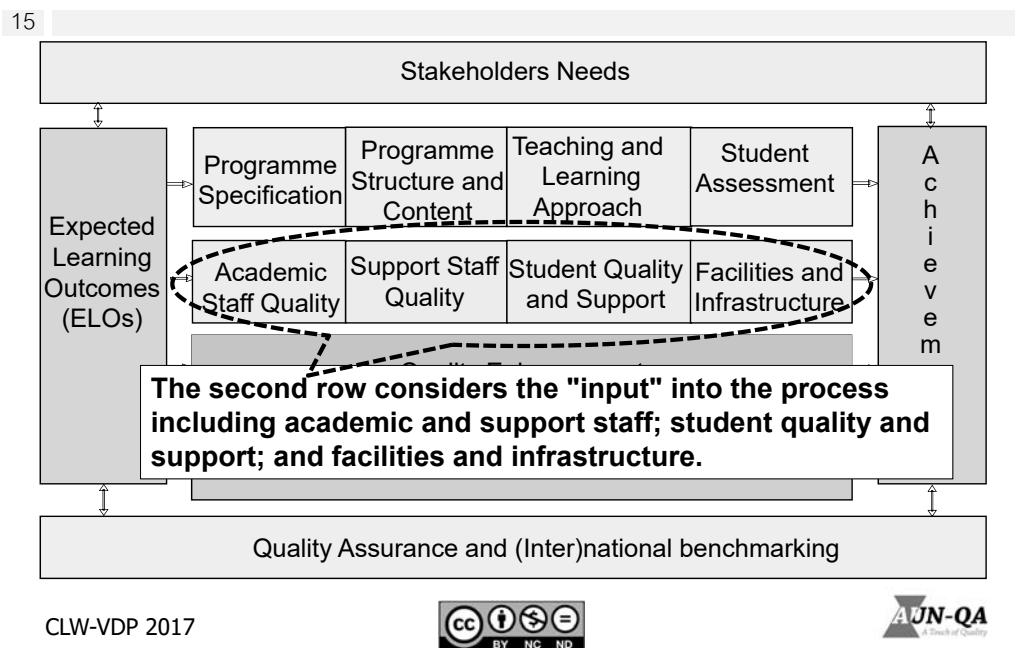 15
Stakeholders Needs
Expected
Learning
Outcomes
(ELOs)
Programme
Specification
Programme
Structure and
Content
Teaching and
Learning
Approach
Student
Assessment
Academic
Staff Quality
Support Staff
Quality
Student Quality
and Support
Facilities and
Infrastructure
A
c
h
i
e
v
e
m
The second row considers the "input" into the process
including academic and support staff; student quality and
support; and facilities and infrastructure.
Quality Assurance and (Inter)national benchmarking
CLW-VDP 2017
cc
BY NC ND
AUN-QA
A Touch of Quality